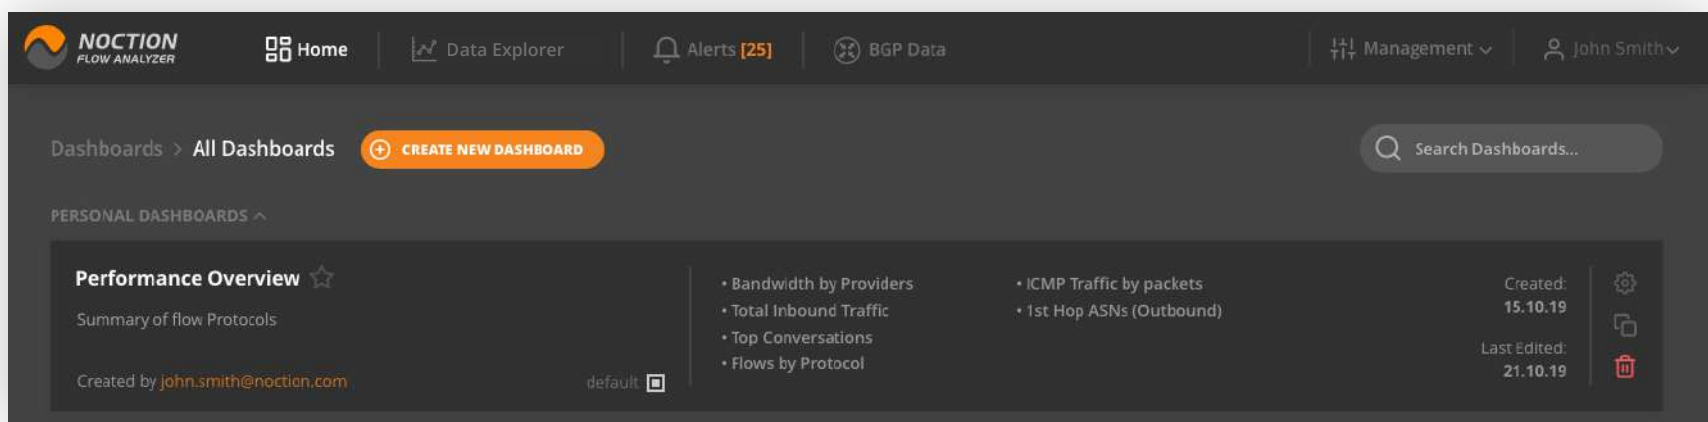 NOCTION
FLOW ANALYZER
Home
Data Explorer
Alerts [25]
BGP Data
Management
John Smith
Dashboards > All Dashboards
CREATE NEW DASHBOARD
Search Dashboards...
PERSONAL DASHBOARDS
Performance Overview
Summary of flow Protocols
Created by john.smith@noction.com
default
• Bandwidth by Providers
• Total Inbound Traffic
• Top Conversations
• Flows by Protocol
• ICMP Traffic by packets
• 1st Hop ASNs (Outbound)
Created:
15.10.19
Last Edited:
21.10.19